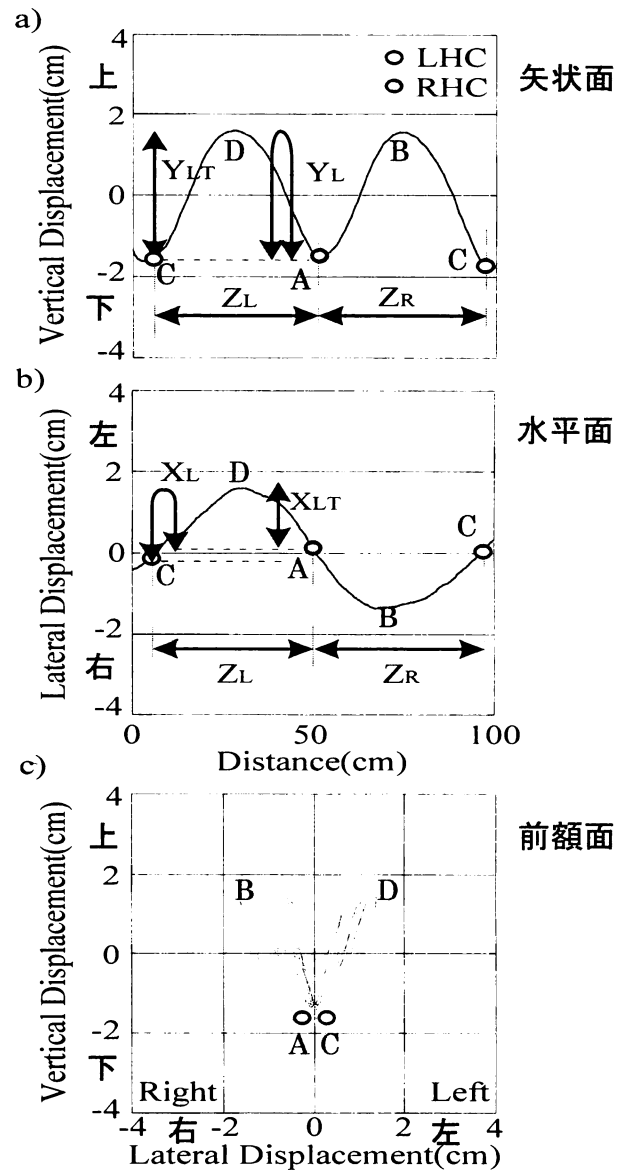 a)
Vertical Displacement(cm)
上
下
4
2
0
-2
-4
LHC
RHC
矢状面
D
B
YLT
YL
C
A
C
ZL
ZR
b)
Lateral Displacement(cm)
左
右
4
2
0
-2
-4
水平面
XL
D
XLT
C
C
A
B
ZL
ZR
0
50
100
Distance(cm)
c)
Vertical Displacement(cm)
上
下
4
2
0
-2
-4
前額面
B
D
A
C
Right
Left
-4
右
-2
0
2
左
4
Lateral Displacement(cm)